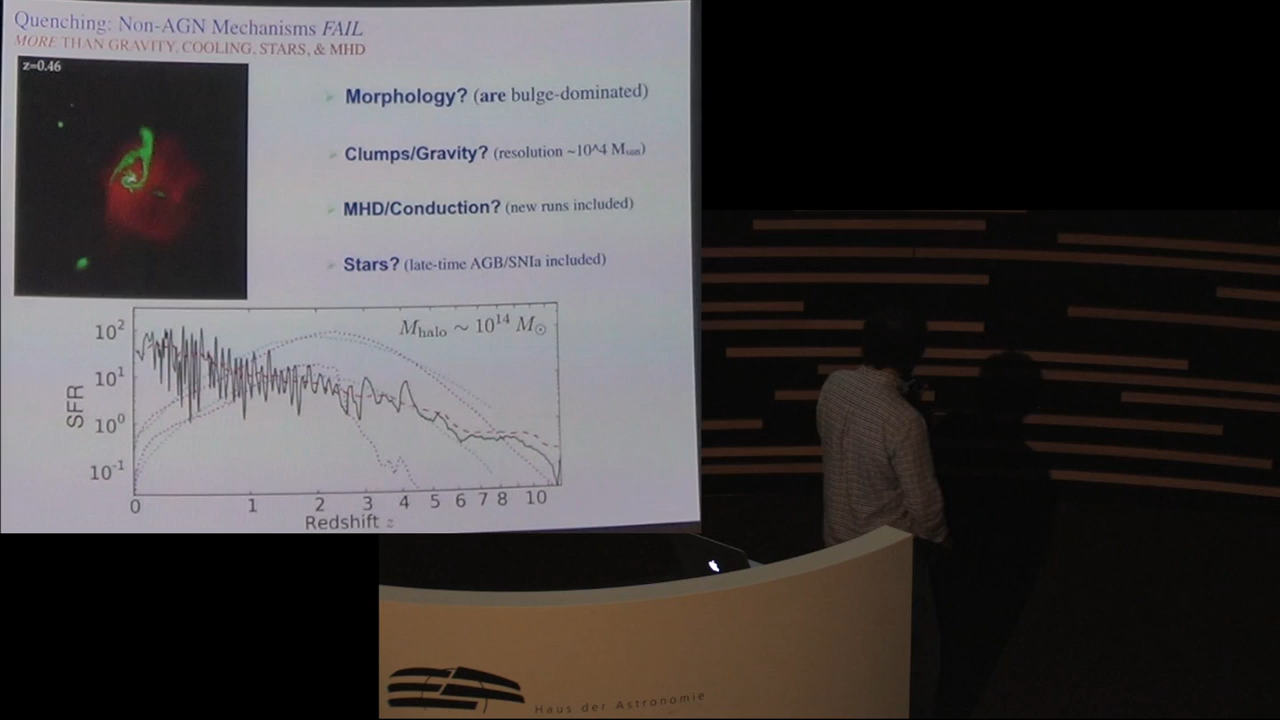 Quenching: Non-AGN Mechanisms FAIL
MORE THAN GRAVITY, COOLING, STARS, & MHD
z=0.46
Morphology? (are bulge-dominated)
Clumps/Gravity? (resolution ~10^4 Msun)
MHD/Conduction? (new runs included)
Stars? (late-time AGB/SNIa included)
Mhalo ~ 10^14 M⊙
SFR
10^2
10^1
10^0
10^-1
0 1 2 3 4 5 6 7 8 10
Redshift z
Haus der Astronomie